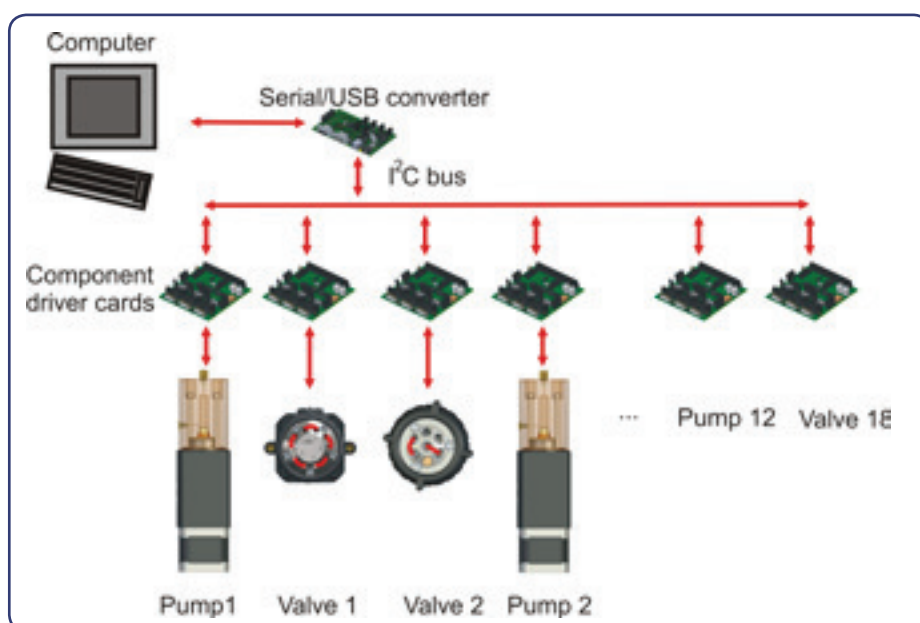 Computer
Serial/USB converter
I²C bus
Component
driver cards
... Pump 12 Valve 18
Pump1 Valve 1 Valve 2 Pump 2